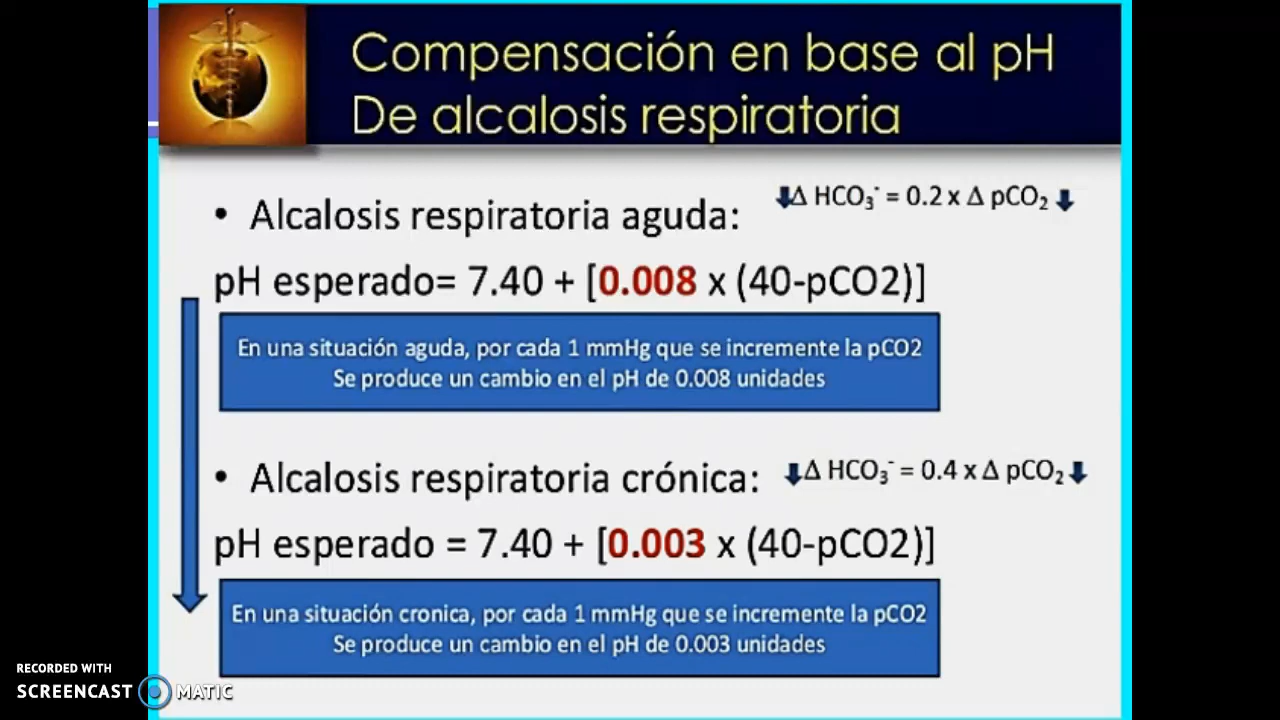 Compensación en base al pH
De alcalosis respiratoria
• Alcalosis respiratoria aguda:
Δ HCO₃⁻ = 0.2 x Δ pCO₂
pH esperado= 7.40 + [0.008 x (40-pCO2)]
En una situación aguda, por cada 1 mmHg que se incremente la pCO2
Se produce un cambio en el pH de 0.008 unidades
• Alcalosis respiratoria crónica:
Δ HCO₃⁻ = 0.4 x Δ pCO₂
pH esperado = 7.40 + [0.003 x (40-pCO2)]
En una situación cronica, por cada 1 mmHg que se incremente la pCO2
Se produce un cambio en el pH de 0.003 unidades
RECORDED WITH
SCREENCAST MATIC